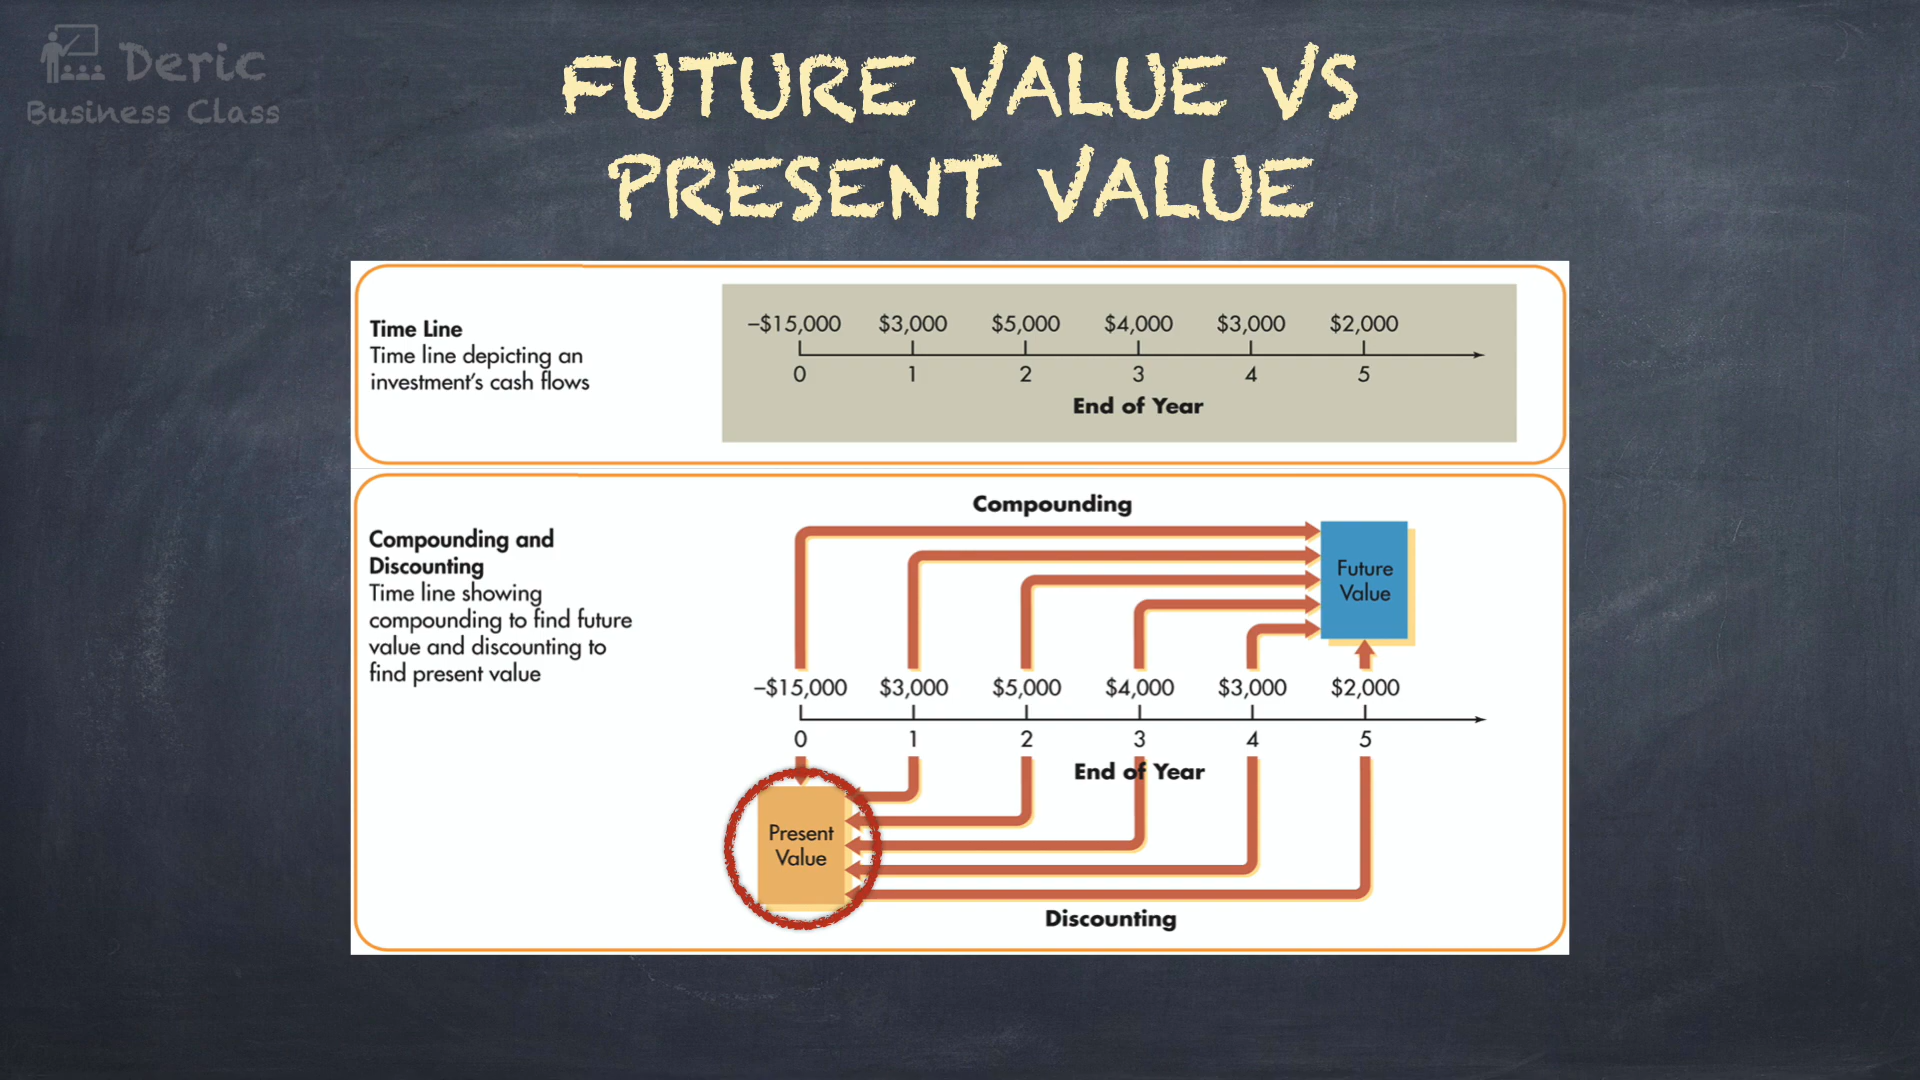 Deric
Business Class
FUTURE VALUE VS
PRESENT VALUE
Time Line
Time line depicting an
investment's cash flows
–$15,000 $3,000 $5,000 $4,000 $3,000 $2,000
0 1 2 3 4 5
End of Year
Compounding and
Discounting
Time line showing
compounding to find future
value and discounting to
find present value
Compounding
Future
Value
–$15,000 $3,000 $5,000 $4,000 $3,000 $2,000
0 1 2 3 4 5
End of Year
Present
Value
Discounting